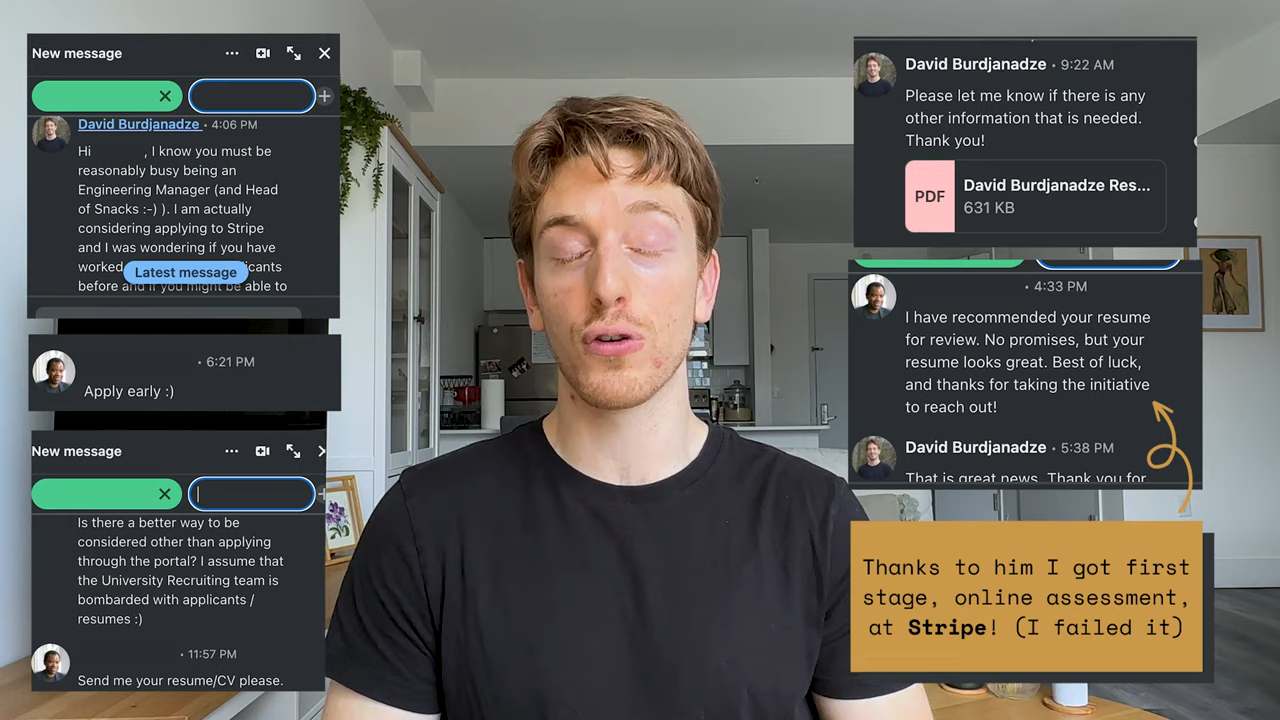 New message
David Burdjanadze • 4:06 PM
Hi , I know you must be
reasonably busy being an
Engineering Manager (and Head
of Snacks :-) ). I am actually
considering applying to Stripe
and I was wondering if you have
worked
Latest message
before and if you might be able to
• 6:21 PM
Apply early :)
New message
Is there a better way to be
considered other than applying
through the portal? I assume that
the University Recruiting team is
bombarded with applicants /
resumes :)
• 11:57 PM
Send me your resume/CV please.
David Burdjanadze • 9:22 AM
Please let me know if there is any
other information that is needed.
Thank you!
PDF
David Burdjanadze Res...
631 KB
• 4:33 PM
I have recommended your resume
for review. No promises, but your
resume looks great. Best of luck,
and thanks for taking the initiative
to reach out!
David Burdjanadze • 5:38 PM
That is great news. Thank you for
Thanks to him I got first
stage, online assessment,
at Stripe! (I failed it)